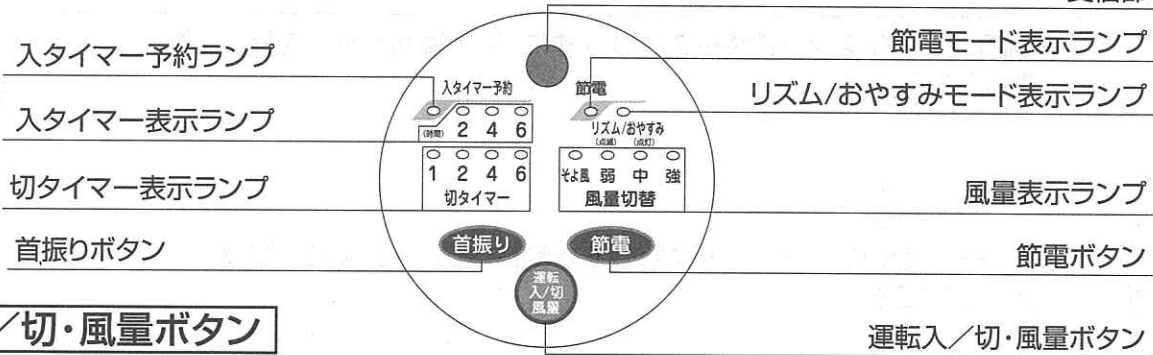 入タイマー予約ランプ
入タイマー表示ランプ
切タイマー表示ランプ
首振りボタン
／切・風量ボタン
入タイマー予約
(時間) 2 4 6
1 2 4 6
切タイマー
節電
リズム/おやすみ
(点滅) (点灯)
そよ風 弱 中 強
風量切替
首振り
節電
運転
入/切
風量
節電モード表示ランプ
リズム/おやすみモード表示ランプ
風量表示ランプ
節電ボタン
運転入／切・風量ボタン